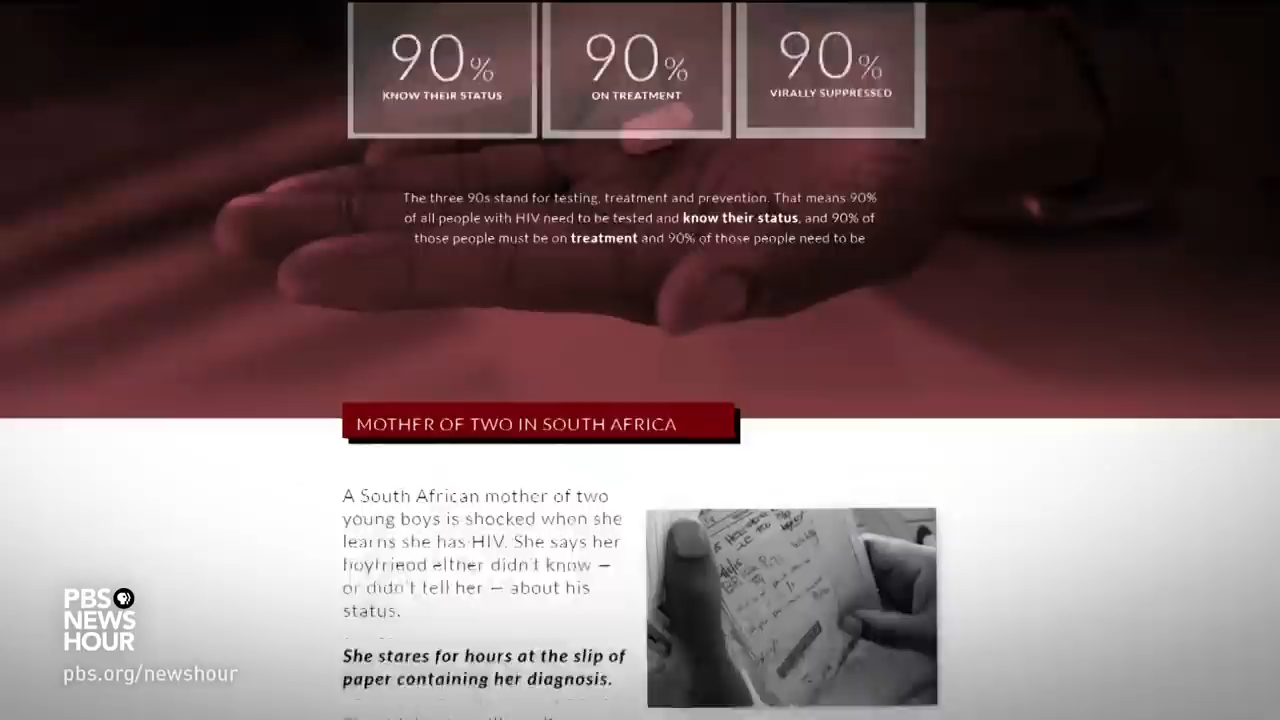 90%
KNOW THEIR STATUS
90%
ON TREATMENT
90%
VIRALLY SUPPRESSED
The three 90s stand for testing, treatment and prevention. That means 90%
of all people with HIV need to be tested and know their status, and 90% of
those people must be on treatment and 90% of those people need to be
MOTHER OF TWO IN SOUTH AFRICA
A South African mother of two
young boys is shocked when she
learns she has HIV. She says her
boyfriend either didn't know —
or didn't tell her — about his
status.
She stares for hours at the slip of
paper containing her diagnosis.
PBS
NEWS
HOUR
pbs.org/newshour